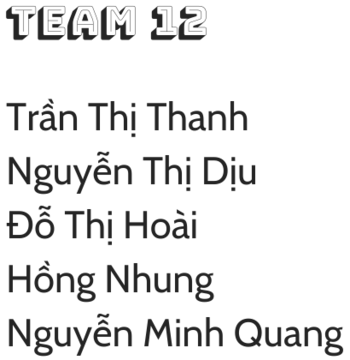 TEAM 12
Trần Thị Thanh
Nguyễn Thị Dịu
Đỗ Thị Hoài
Hồng Nhung
Nguyễn Minh Quang